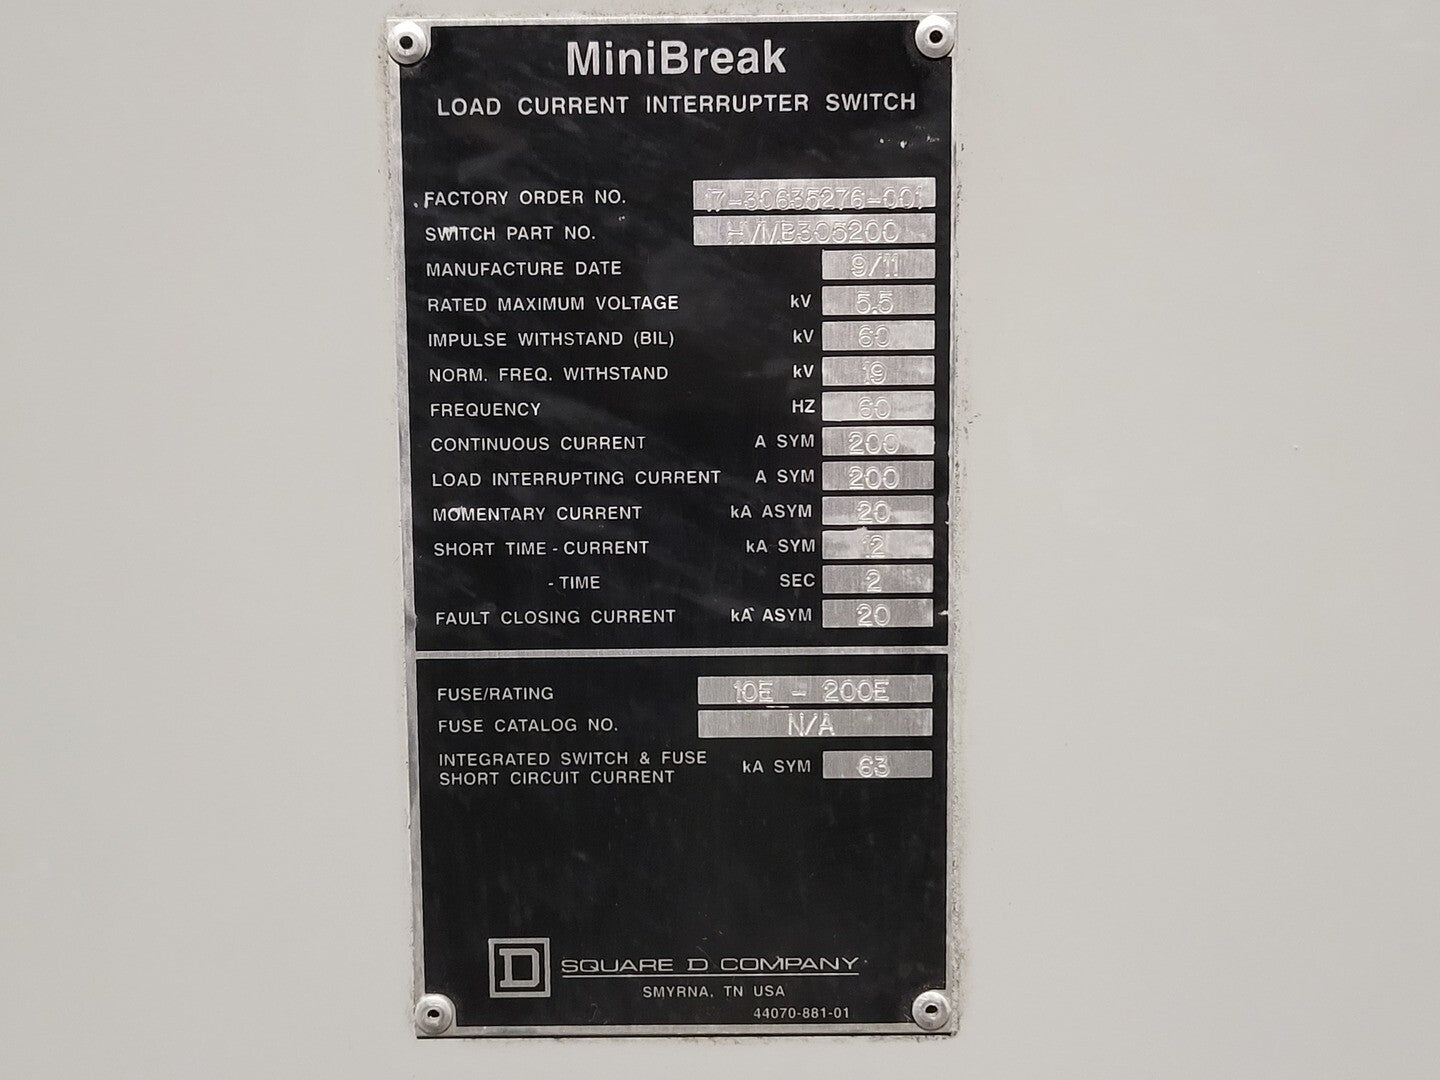 MiniBreak
LOAD CURRENT INTERRUPTER SWITCH
FACTORY ORDER NO. 17-30635276-001
SWITCH PART NO. HVMB305200
MANUFACTURE DATE 9/11
RATED MAXIMUM VOLTAGE kV 5.5
IMPULSE WITHSTAND (BIL) kV 60
NORM. FREQ. WITHSTAND kV 19
FREQUENCY HZ 60
CONTINUOUS CURRENT A SYM 200
LOAD INTERRUPTING CURRENT A SYM 200
MOMENTARY CURRENT kA ASYM 20
SHORT TIME - CURRENT kA SYM 12
- TIME SEC 2
FAULT CLOSING CURRENT kA ASYM 20
FUSE/RATING 10E - 200E
FUSE CATALOG NO. N/A
INTEGRATED SWITCH & FUSE
SHORT CIRCUIT CURRENT kA SYM 63
D SQUARE D COMPANY
SMYRNA, TN USA
44070-881-01